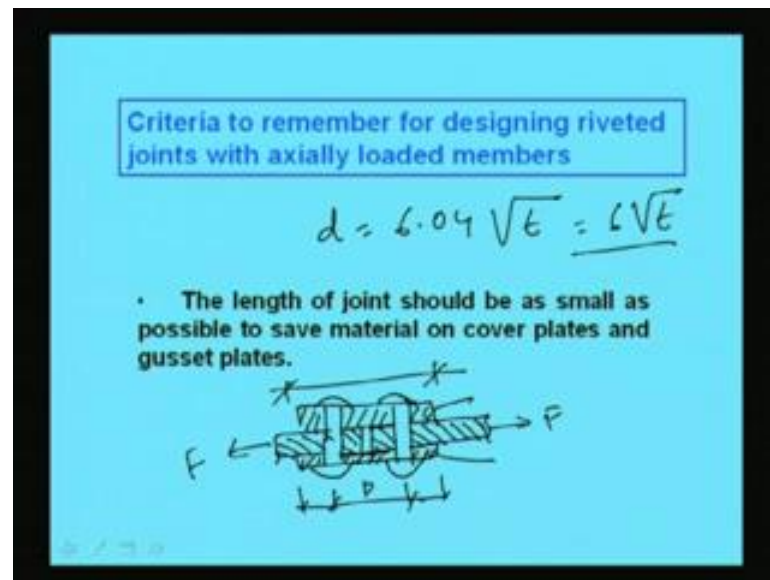 Criteria to remember for designing riveted
joints with axially loaded members
d = 6.04 √t = 6√t
· The length of joint should be as small as
possible to save material on cover plates and
gusset plates.
F F
P